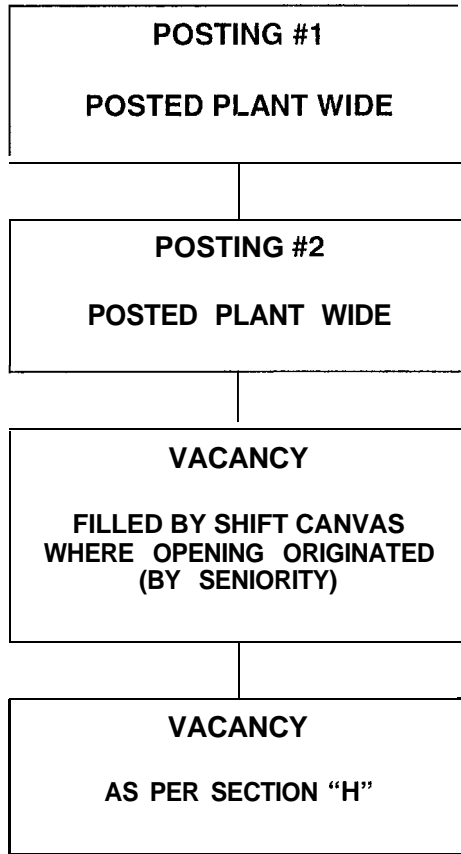 POSTING #1
POSTED PLANT WIDE
POSTING #2
POSTED PLANT WIDE
VACANCY
FILLED BY SHIFT CANVAS
WHERE OPENING ORIGINATED
(BY SENIORITY)
VACANCY
AS PER SECTION “H”